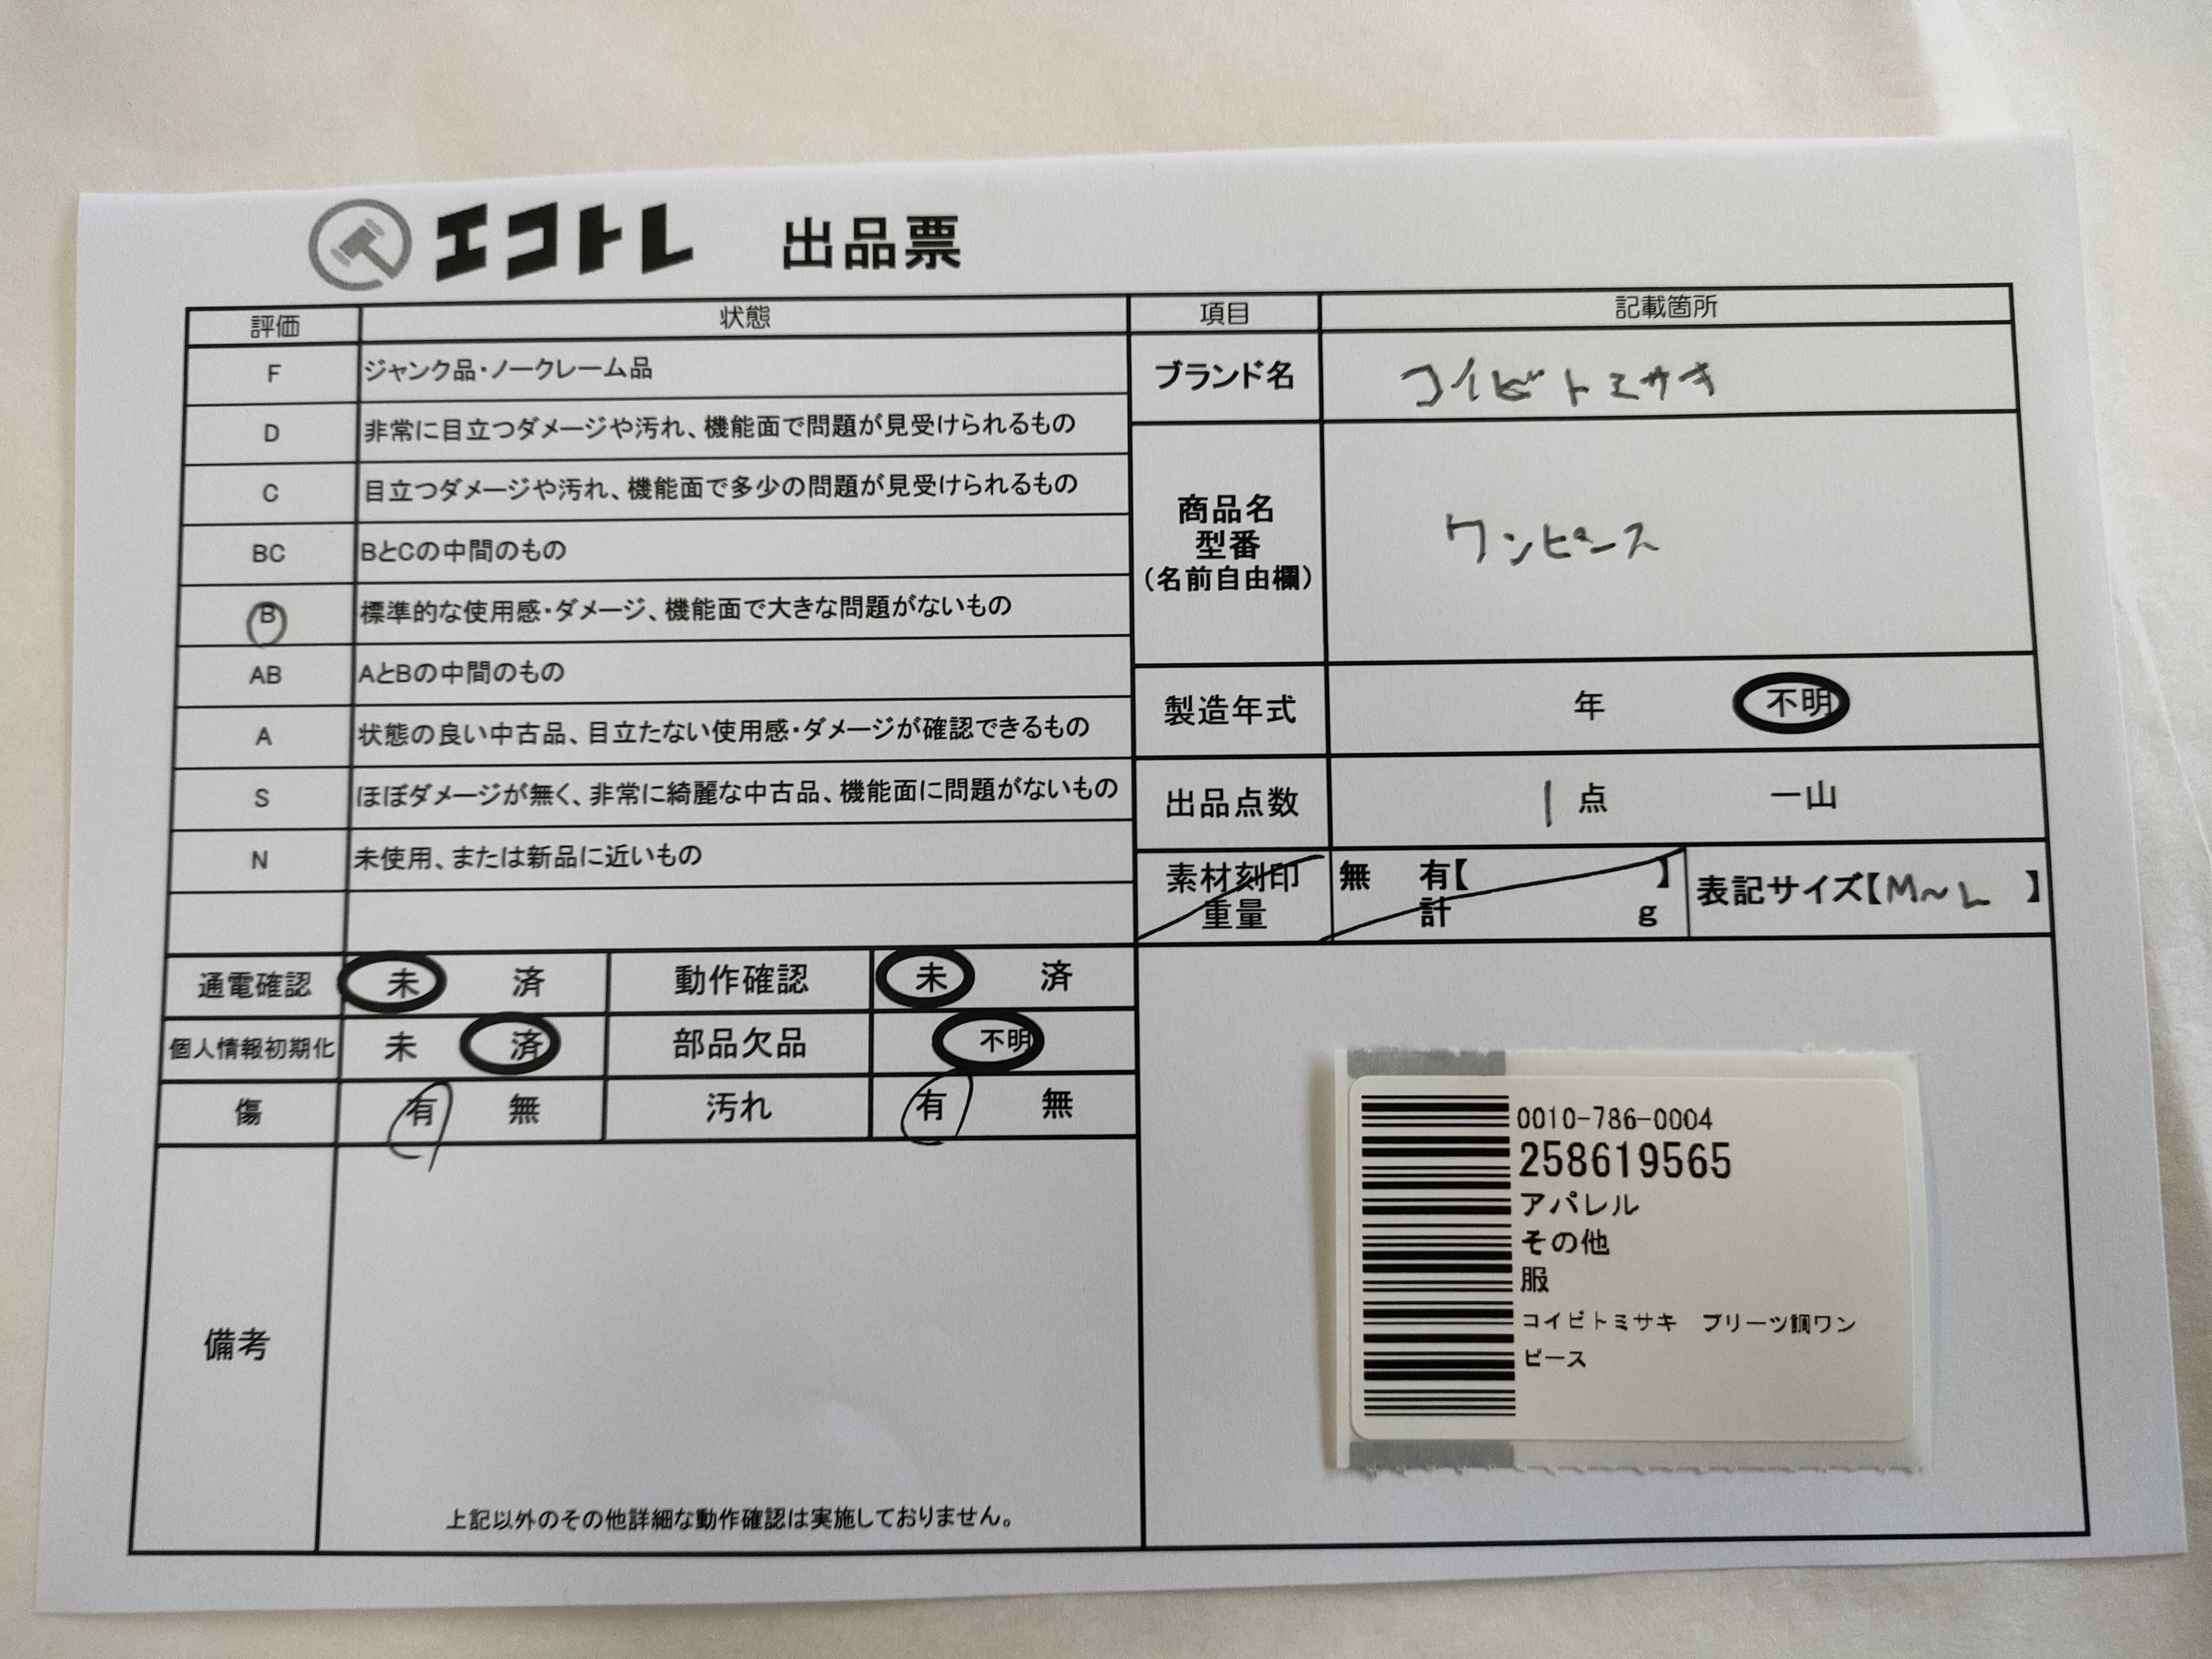 エコトレ 出品票
評価 状態
F ジャンク品・ノークレーム品
D 非常に目立つダメージや汚れ、機能面で問題が見受けられるもの
C 目立つダメージや汚れ、機能面で多少の問題が見受けられるもの
BC BとCの中間のもの
B 標準的な使用感・ダメージ、機能面で大きな問題がないもの
AB AとBの中間のもの
A 状態の良い中古品、目立たない使用感・ダメージが確認できるもの
S ほぼダメージが無く、非常に綺麗な中古品、機能面に問題がないもの
N 未使用、または新品に近いもの
通電確認 未 済 動作確認 未 済
個人情報初期化 未 済 部品欠品 不明
傷 有 無 汚れ 有 無
備考
上記以外のその他詳細な動作確認は実施しておりません。
項目 記載箇所
ブランド名 コイビトミサキ
商品名
型番
(名前自由欄)
ワンピース
製造年式 年 不明
出品点数 1 点 一山
素材刻印 無 有【 】
重量 計 g
表記サイズ【M~L 】
0010-786-0004
258619565
アパレル
その他
服
コイビトミサキ プリーツ調ワン
ピース